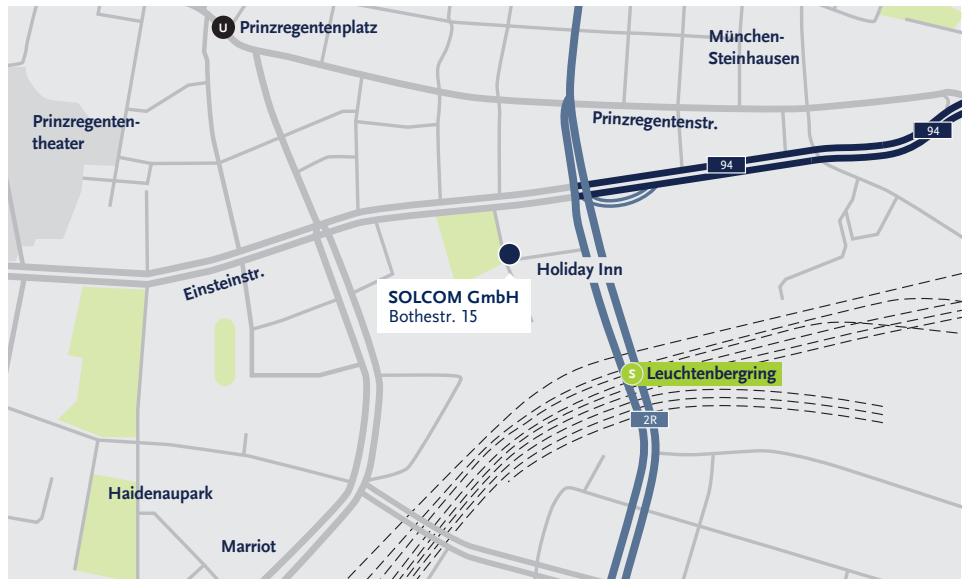 U Prinzregentenplatz
München-
Steinhausen
Prinzregenten-
theater
Prinzregentenstr.
94
94
Einsteinstr.
Holiday Inn
SOLCOM GmbH
Bothestr. 15
S Leuchtenbergring
2R
Haidenaupark
Marriot